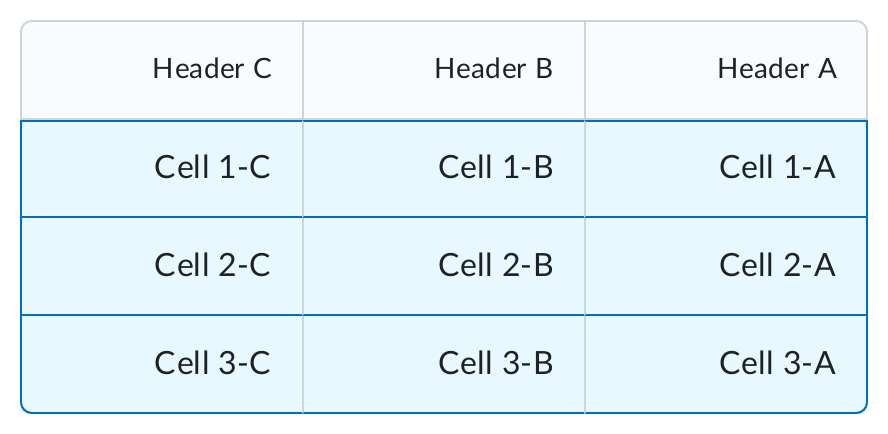 Header C Header B Header A
Cell 1-C Cell 1-B Cell 1-A
Cell 2-C Cell 2-B Cell 2-A
Cell 3-C Cell 3-B Cell 3-A